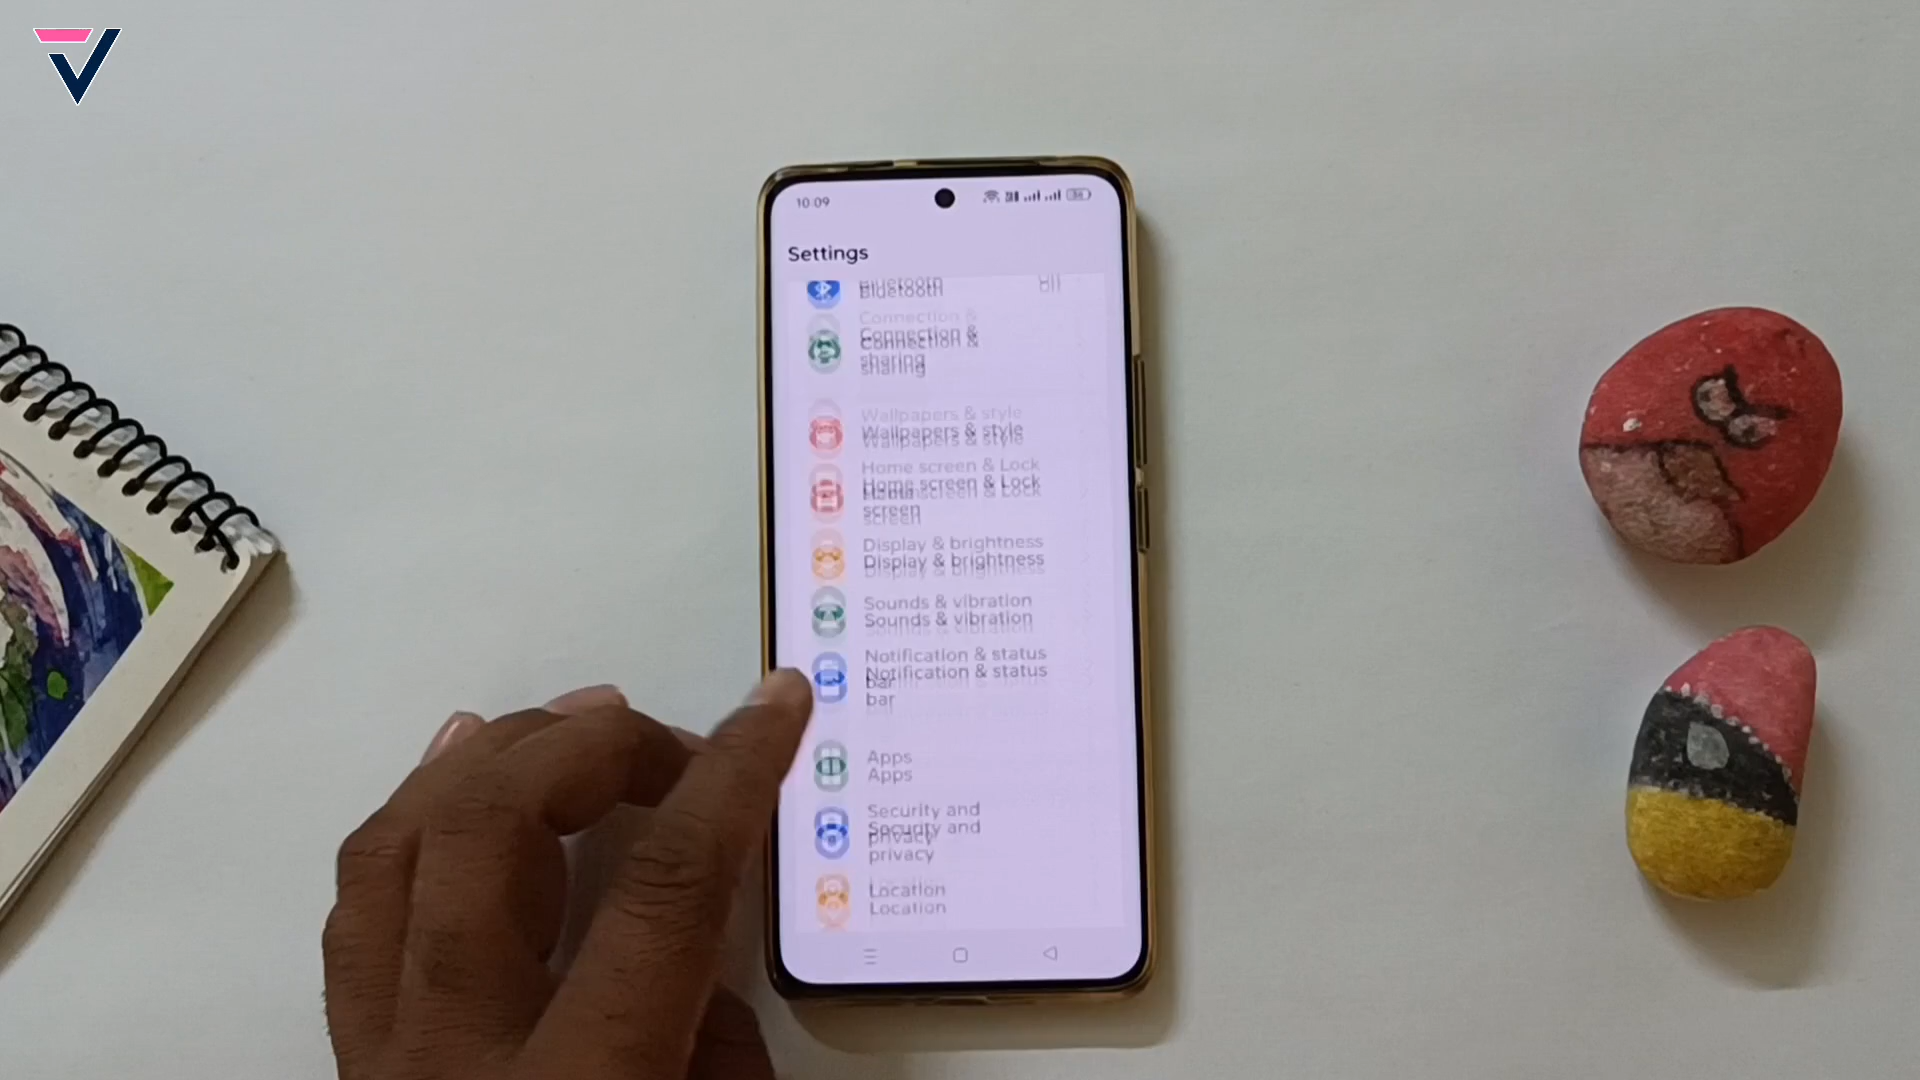 10:09
Settings
Bluetooth Off
Connection &
sharing
Wallpapers & style
Home screen & Lock
screen
Display & brightness
Sounds & vibration
Notification & status
bar
Apps
Security and
privacy
Location